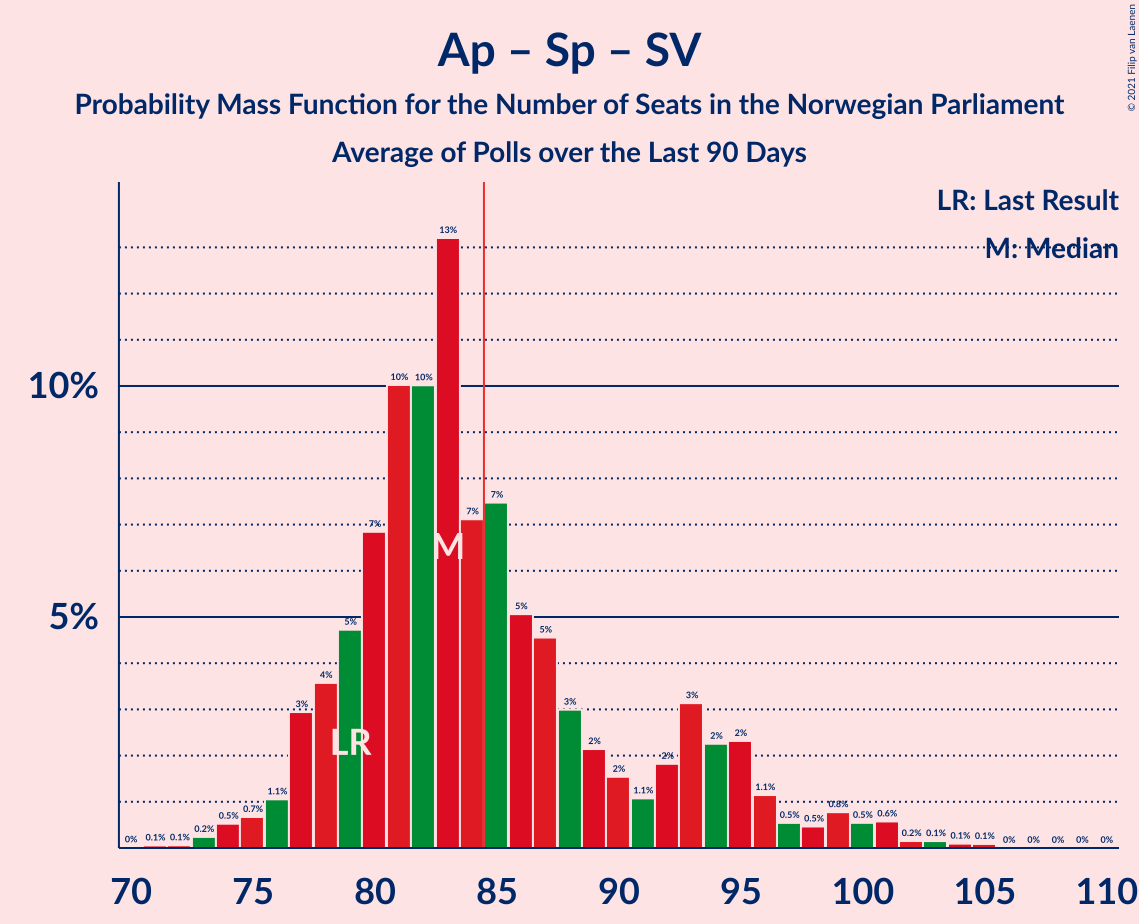 Ap – Sp – SV
Probability Mass Function for the Number of Seats in the Norwegian Parliament
Average of Polls over the Last 90 Days
© 2021 Filip van Laenen
LR: Last Result
M: Median
10%
5%
0% 0.1% 0.1% 0.2% 0.5% 0.7% 1.1% 3% 4% 5% 7% 10% 10% 13% 7% 7% 5% 5% 3% 2% 2% 1.1% 2% 3% 2% 2% 1.1% 0.5% 0.5% 0.8% 0.5% 0.6% 0.2% 0.1% 0.1% 0.1% 0% 0% 0% 0% 0%
M
LR
70 75 80 85 90 95 100 105 110